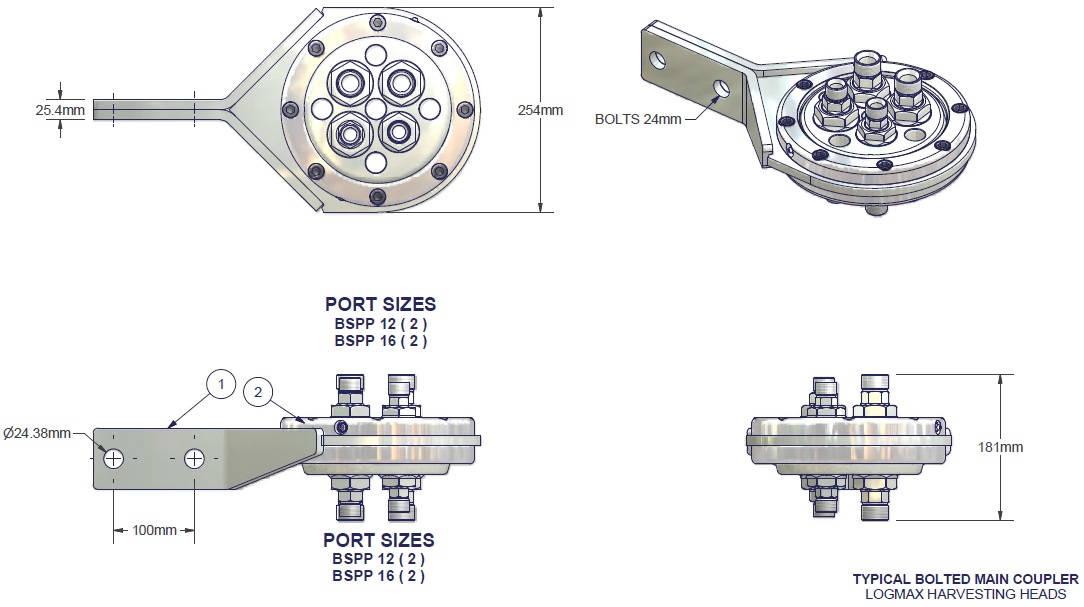 25.4mm
254mm
BOLTS 24mm
PORT SIZES
BSPP 12 ( 2 )
BSPP 16 ( 2 )
1
2
Ø24.38mm
100mm
181mm
PORT SIZES
BSPP 12 ( 2 )
BSPP 16 ( 2 )
TYPICAL BOLTED MAIN COUPLER
LOGMAX HARVESTING HEADS